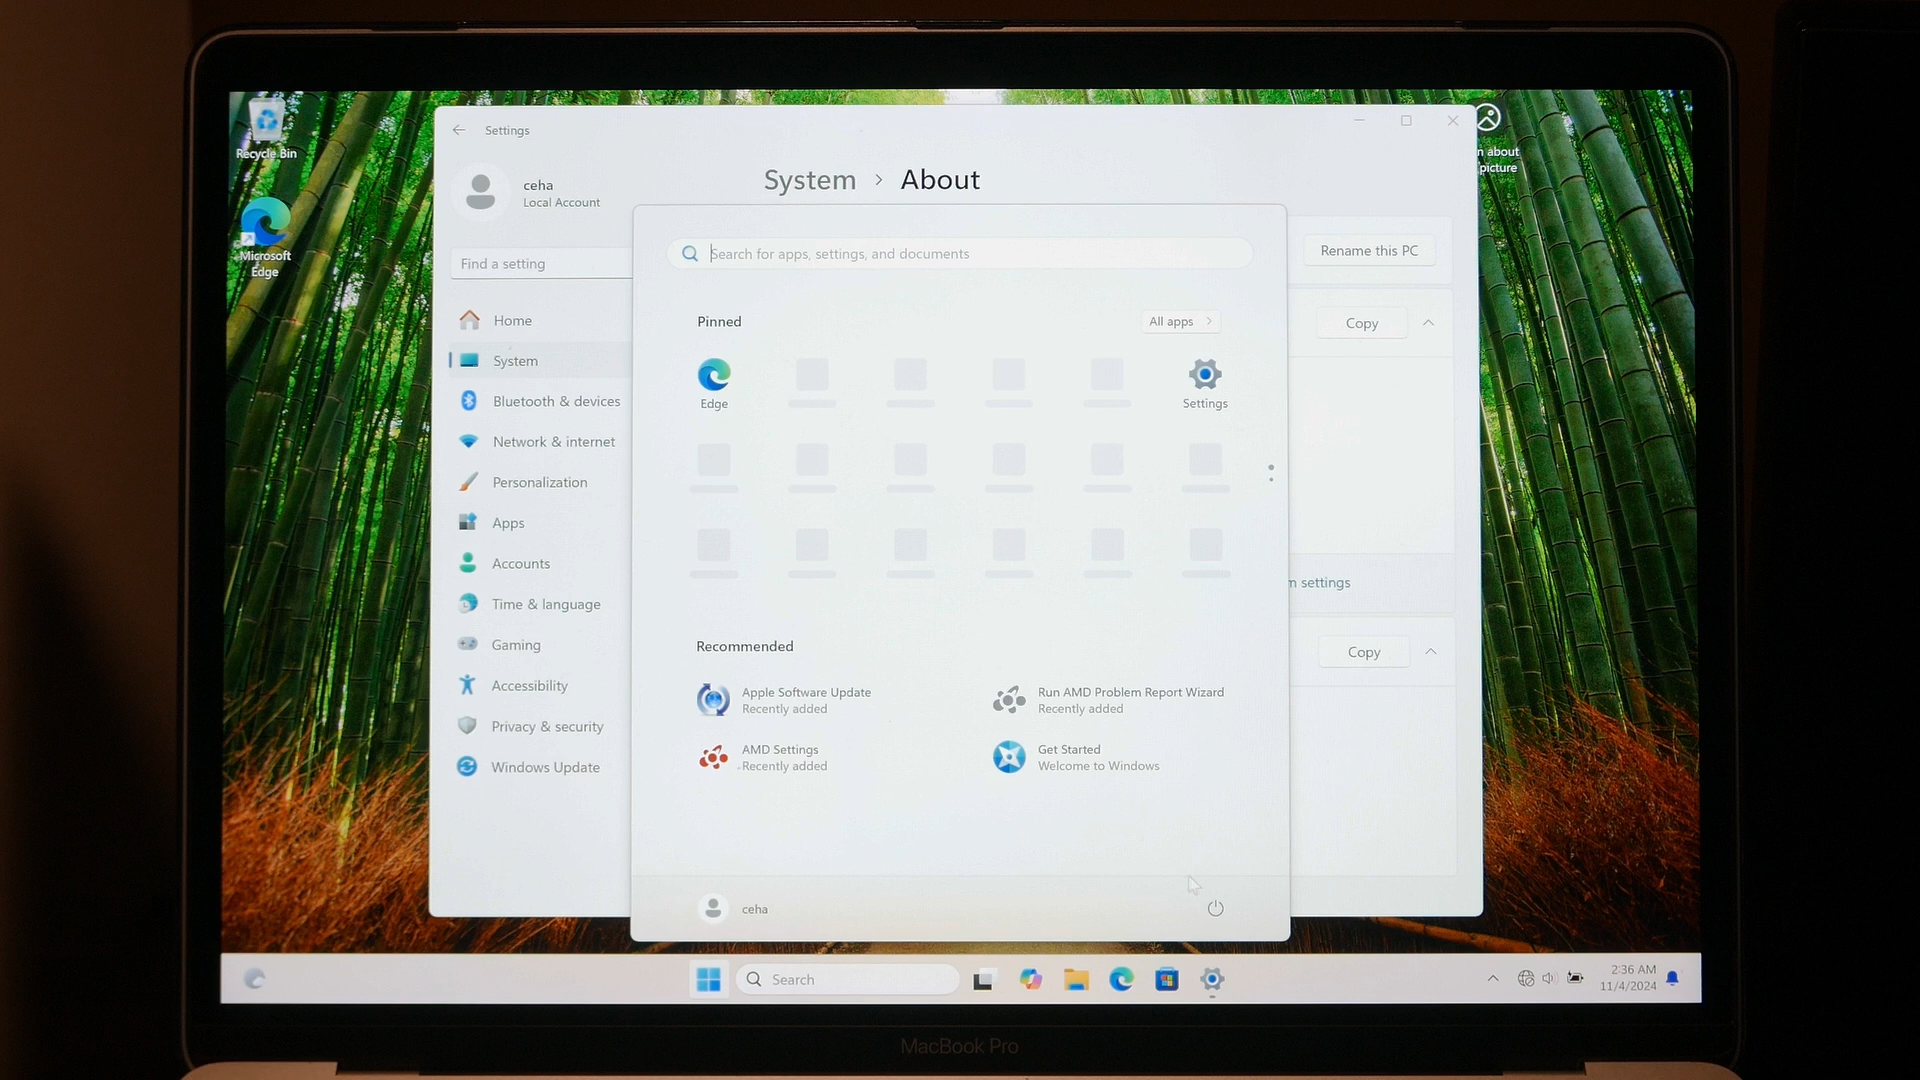 Recycle Bin
Microsoft
Edge
n about
picture
Settings
ceha
Local Account
System > About
Find a setting
Home
System
Bluetooth & devices
Network & internet
Personalization
Apps
Accounts
Time & language
Gaming
Accessibility
Privacy & security
Windows Update
Rename this PC
Copy
m settings
Copy
Search for apps, settings, and documents
Pinned
All apps >
Edge
Settings
Recommended
Apple Software Update
Recently added
Run AMD Problem Report Wizard
Recently added
AMD Settings
Recently added
Get Started
Welcome to Windows
ceha
Search
2:36 AM
11/4/2024
MacBook Pro